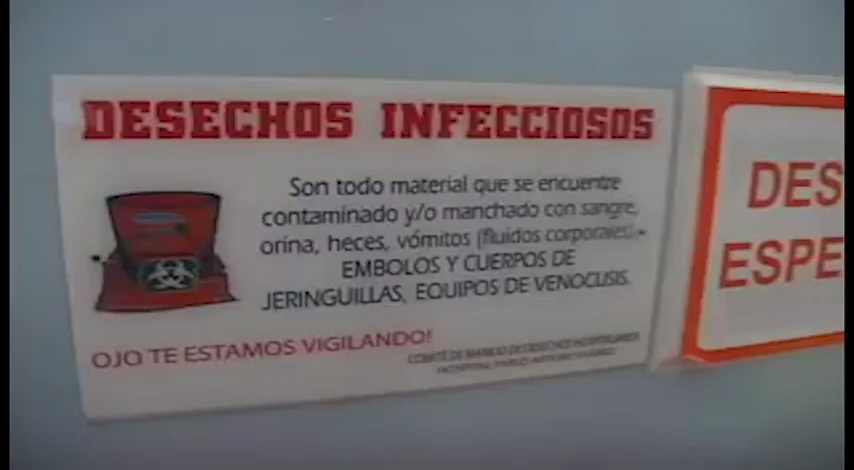 DESECHOS INFECCIOSOS
Son todo material que se encuentre
contaminado y/o manchado con sangre,
orina, heces, vómitos (fluidos corporales).
EMBOLOS Y CUERPOS DE
JERINGUILLAS, EQUIPOS DE VENOCLISIS.
OJO TE ESTAMOS VIGILANDO!
COMITÉ DE MANEJO DE DESECHOS HOSPITALARIOS
HOSPITAL
DES
ESPE